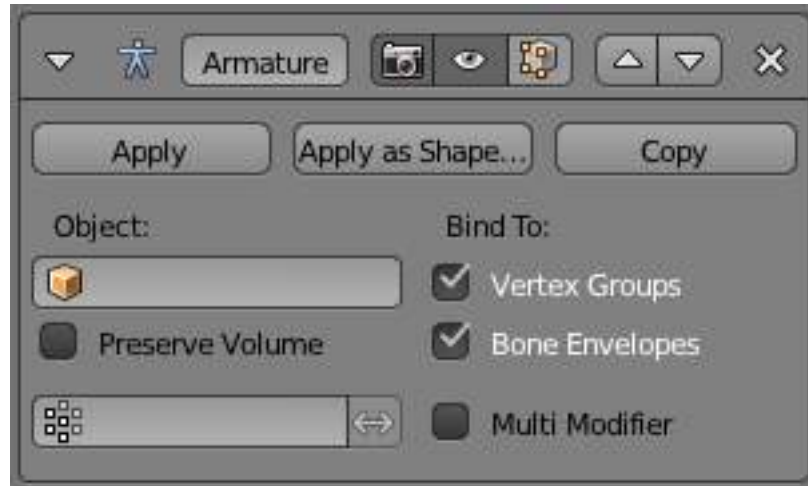 Armature
Apply Apply as Shape... Copy
Object: Bind To:
Vertex Groups
Preserve Volume Bone Envelopes
Multi Modifier